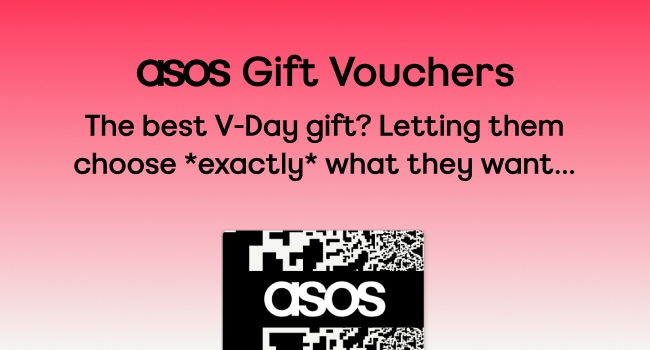 asos Gift Vouchers
The best V-Day gift? Letting them
choose *exactly* what they want...
asos